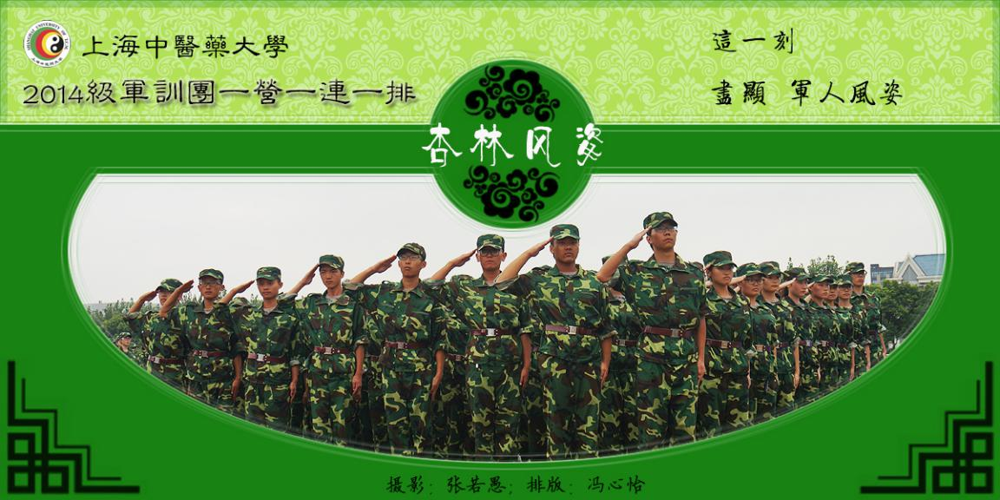 上海中醫藥大學
2014級軍訓團一營一連一排
這一刻
盡顯 軍人風姿
杏林风姿
摄影：张若愚；排版：冯心怡